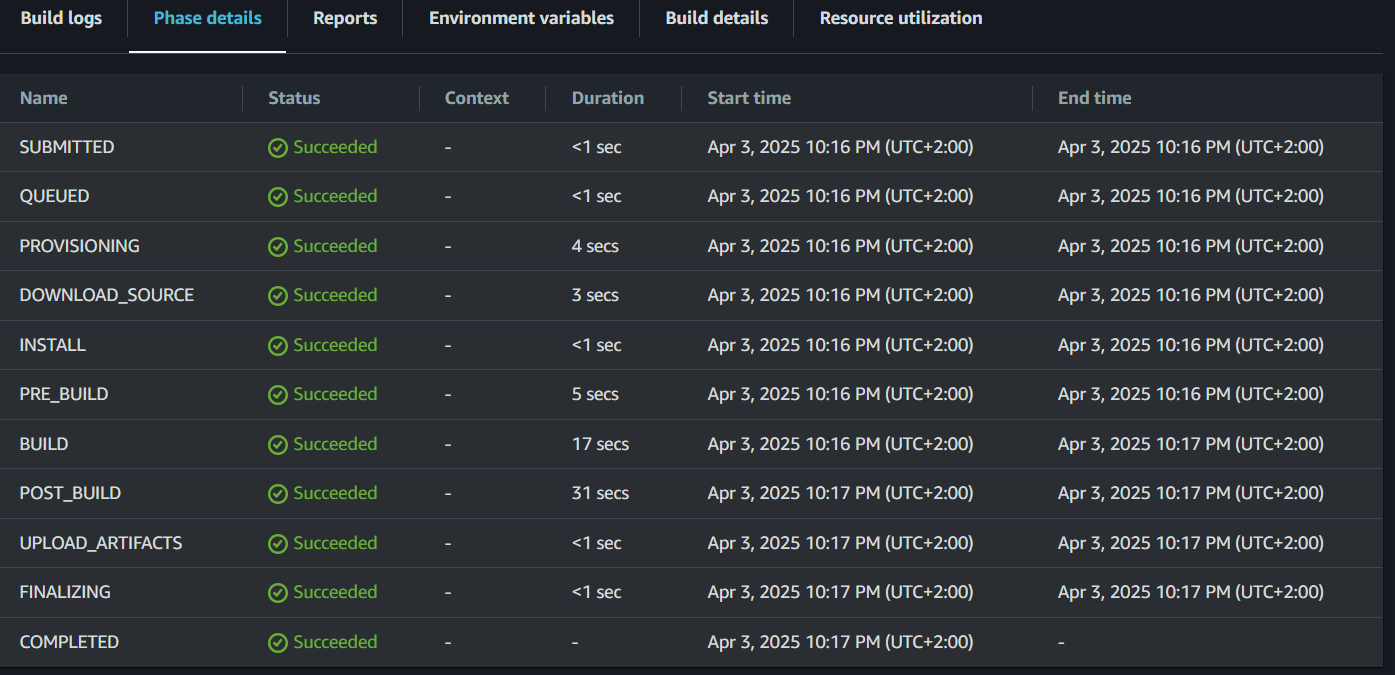 Build logs Phase details Reports Environment variables Build details Resource utilization
Name Status Context Duration Start time End time
SUBMITTED Succeeded - <1 sec Apr 3, 2025 10:16 PM (UTC+2:00) Apr 3, 2025 10:16 PM (UTC+2:00)
QUEUED Succeeded - <1 sec Apr 3, 2025 10:16 PM (UTC+2:00) Apr 3, 2025 10:16 PM (UTC+2:00)
PROVISIONING Succeeded - 4 secs Apr 3, 2025 10:16 PM (UTC+2:00) Apr 3, 2025 10:16 PM (UTC+2:00)
DOWNLOAD_SOURCE Succeeded - 3 secs Apr 3, 2025 10:16 PM (UTC+2:00) Apr 3, 2025 10:16 PM (UTC+2:00)
INSTALL Succeeded - <1 sec Apr 3, 2025 10:16 PM (UTC+2:00) Apr 3, 2025 10:16 PM (UTC+2:00)
PRE_BUILD Succeeded - 5 secs Apr 3, 2025 10:16 PM (UTC+2:00) Apr 3, 2025 10:16 PM (UTC+2:00)
BUILD Succeeded - 17 secs Apr 3, 2025 10:16 PM (UTC+2:00) Apr 3, 2025 10:17 PM (UTC+2:00)
POST_BUILD Succeeded - 31 secs Apr 3, 2025 10:17 PM (UTC+2:00) Apr 3, 2025 10:17 PM (UTC+2:00)
UPLOAD_ARTIFACTS Succeeded - <1 sec Apr 3, 2025 10:17 PM (UTC+2:00) Apr 3, 2025 10:17 PM (UTC+2:00)
FINALIZING Succeeded - <1 sec Apr 3, 2025 10:17 PM (UTC+2:00) Apr 3, 2025 10:17 PM (UTC+2:00)
COMPLETED Succeeded - - Apr 3, 2025 10:17 PM (UTC+2:00) -